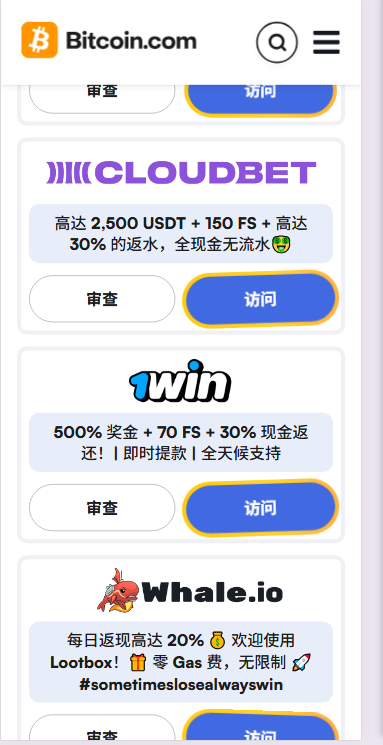 Bitcoin.com
审查
访问
CLOUDBET
高达 2,500 USDT + 150 FS + 高达
30% 的返水，全现金无流水🤑
审查
访问
1win
500% 奖金 + 70 FS + 30% 现金返
还！| 即时提款 | 全天候支持
审查
访问
Whale.io
每日返现高达 20% 💰 欢迎使用
Lootbox！🎁 零 Gas 费，无限制 🚀
#sometimeslosealwayswin
审查
访问